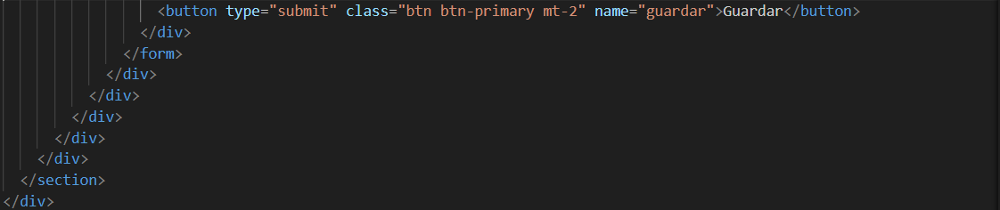 <button type="submit" class="btn btn-primary mt-2" name="guardar">Guardar</button>
</div>
</form>
</div>
</div>
</div>
</div>
</div>
</section>
</div>